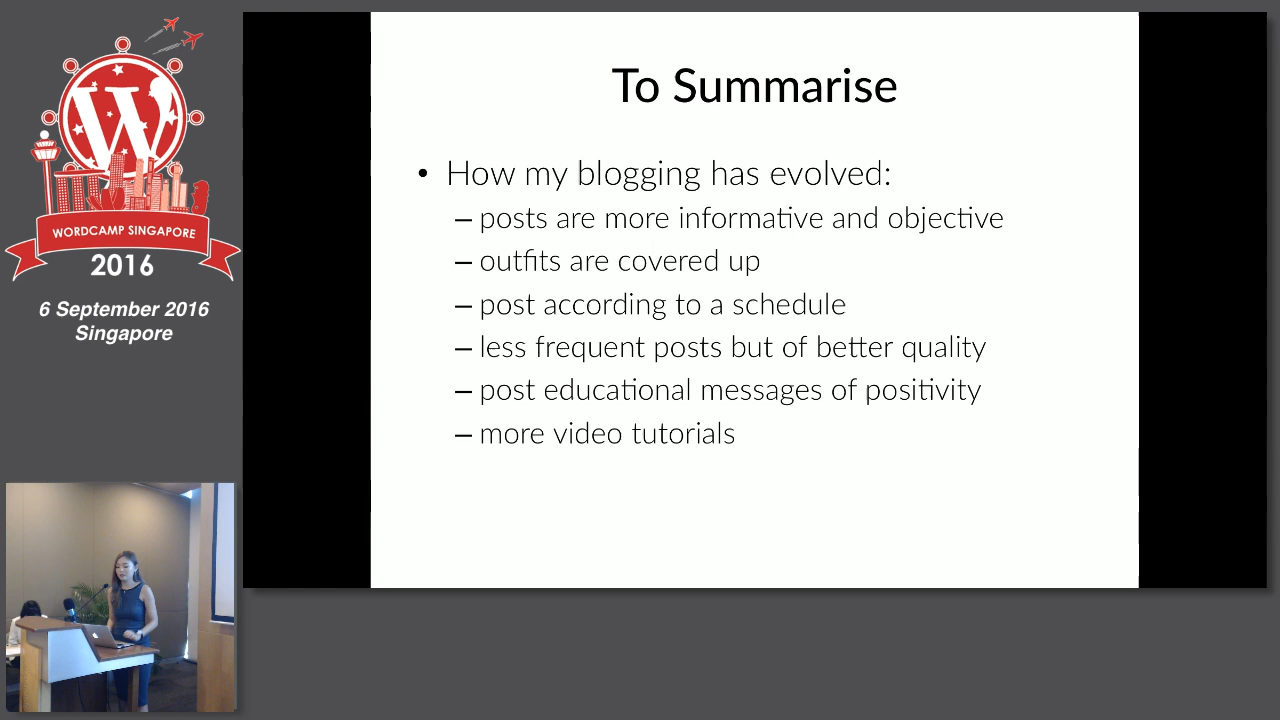 WORDCAMP SINGAPORE
2016
6 September 2016
Singapore
To Summarise
• How my blogging has evolved:
– posts are more informative and objective
– outfits are covered up
– post according to a schedule
– less frequent posts but of better quality
– post educational messages of positivity
– more video tutorials